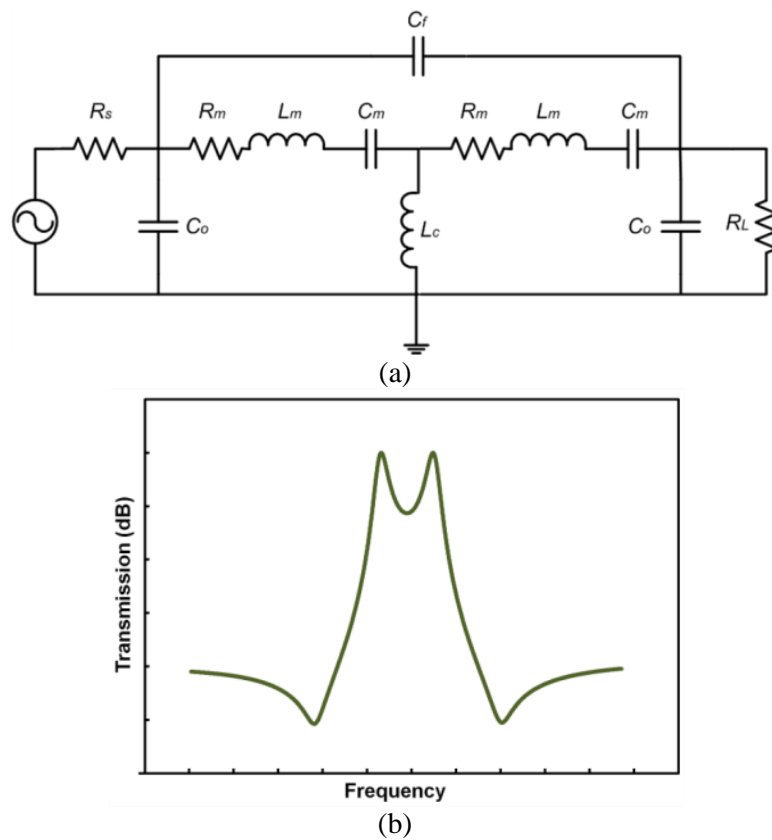 Cf
Rs Rm Lm Cm Rm Lm Cm
Co Lc Co RL
(a)
Transmission (dB)
Frequency
(b)